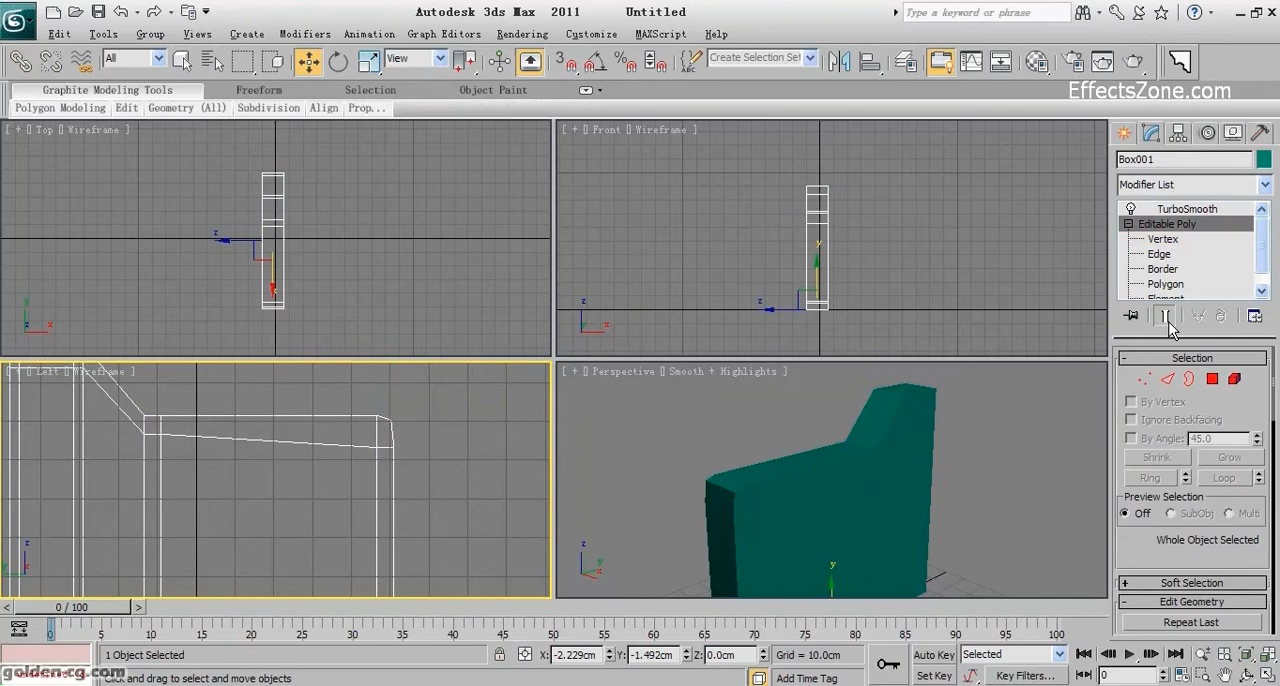 Autodesk 3ds Max 2011 Untitled
Type a keyword or phrase
Edit Tools Group Views Create Modifiers Animation Graph Editors Rendering Customize MAXScript Help
All View Create Selection Se
Graphite Modeling Tools Freeform Selection Object Paint
EffectsZone.com
Polygon Modeling Edit Geometry (All) Subdivision Align Prop...
[ + [] Top [] Wireframe ]
[ + [] Front [] Wireframe ]
Box001
Modifier List
TurboSmooth
Editable Poly
Vertex
Edge
Border
Polygon
Element
z
y
z
z
x
z
x
y
[ + [] Left [] Wireframe ]
[ + [] Perspective [] Smooth + Highlights ]
Selection
By Vertex
Ignore Backfacing
By Angle: 45.0
Shrink Grow
Ring Loop
Preview Selection
Off SubObj Multi
Whole Object Selected
Soft Selection
Edit Geometry
Repeat Last
z
z
y
x
y
0 / 100
0 5 10 15 20 25 30 35 40 45 50 55 60 65 70 75 80 85 90 95 100
1 Object Selected X: -2.229cm Y: -1.492cm Z: 0.0cm Grid = 10.0cm Auto Key Selected
golden-cg.com Click and drag to select and move objects Add Time Tag Set Key Key Filters... 0